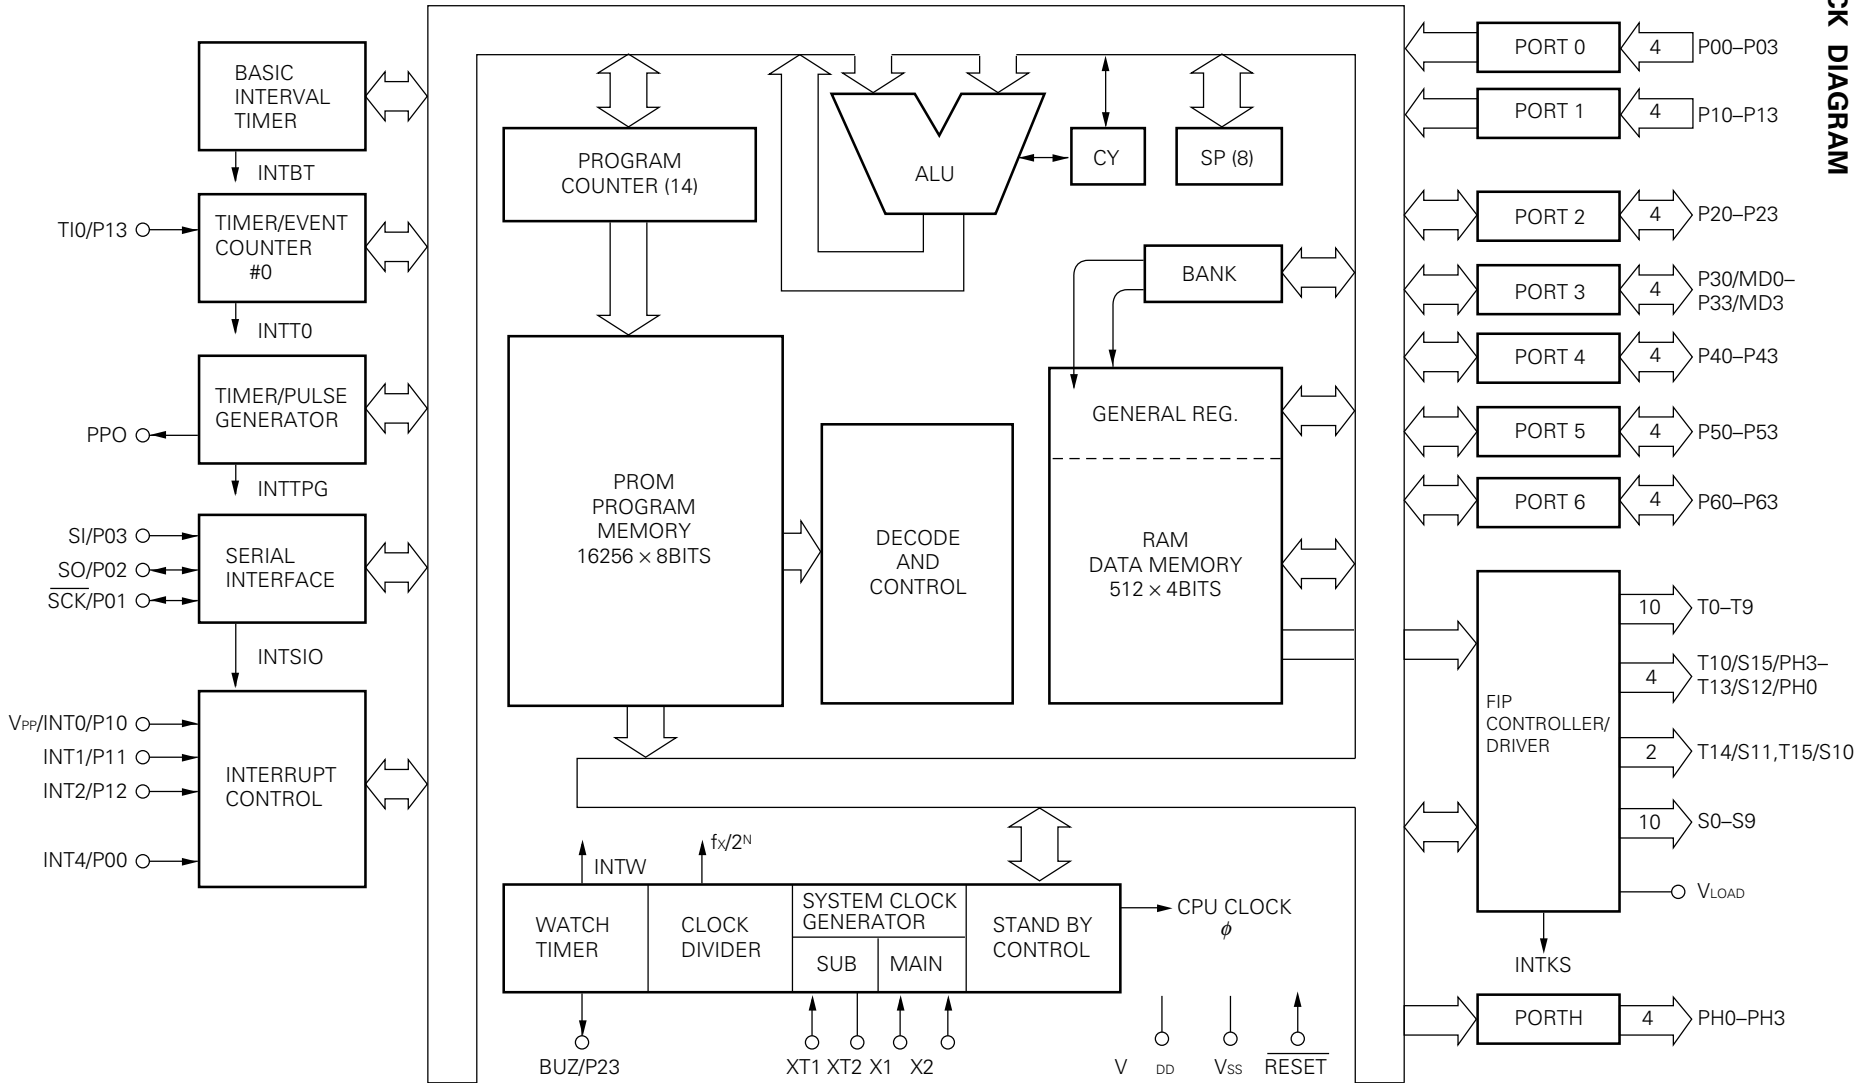 CK DIAGRAM
BASIC
INTERVAL
TIMER
INTBT
TI0/P13
TIMER/EVENT
COUNTER
#0
INTT0
TIMER/PULSE
GENERATOR
PPO
INTTPG
SI/P03
SO/P02
SCK/P01
SERIAL
INTERFACE
INTSIO
VPP/INT0/P10
INT1/P11
INT2/P12
INT4/P00
INTERRUPT
CONTROL
PROGRAM
COUNTER (14)
ALU
CY
SP (8)
BANK
PROM
PROGRAM
MEMORY
16256 × 8BITS
DECODE
AND
CONTROL
GENERAL REG.
RAM
DATA MEMORY
512 × 4BITS
INTW
fX/2N
WATCH
TIMER
CLOCK
DIVIDER
SYSTEM CLOCK
GENERATOR
SUB
MAIN
STAND BY
CONTROL
CPU CLOCK
ϕ
BUZ/P23
XT1 XT2 X1 X2
V DD
VSS
RESET
PORT 0
4
P00–P03
PORT 1
4
P10–P13
PORT 2
4
P20–P23
PORT 3
4
P30/MD0–
P33/MD3
PORT 4
4
P40–P43
PORT 5
4
P50–P53
PORT 6
4
P60–P63
FIP
CONTROLLER/
DRIVER
10
T0–T9
4
T10/S15/PH3–
T13/S12/PH0
2
T14/S11,T15/S10
10
S0–S9
VLOAD
INTKS
PORTH
4
PH0–PH3